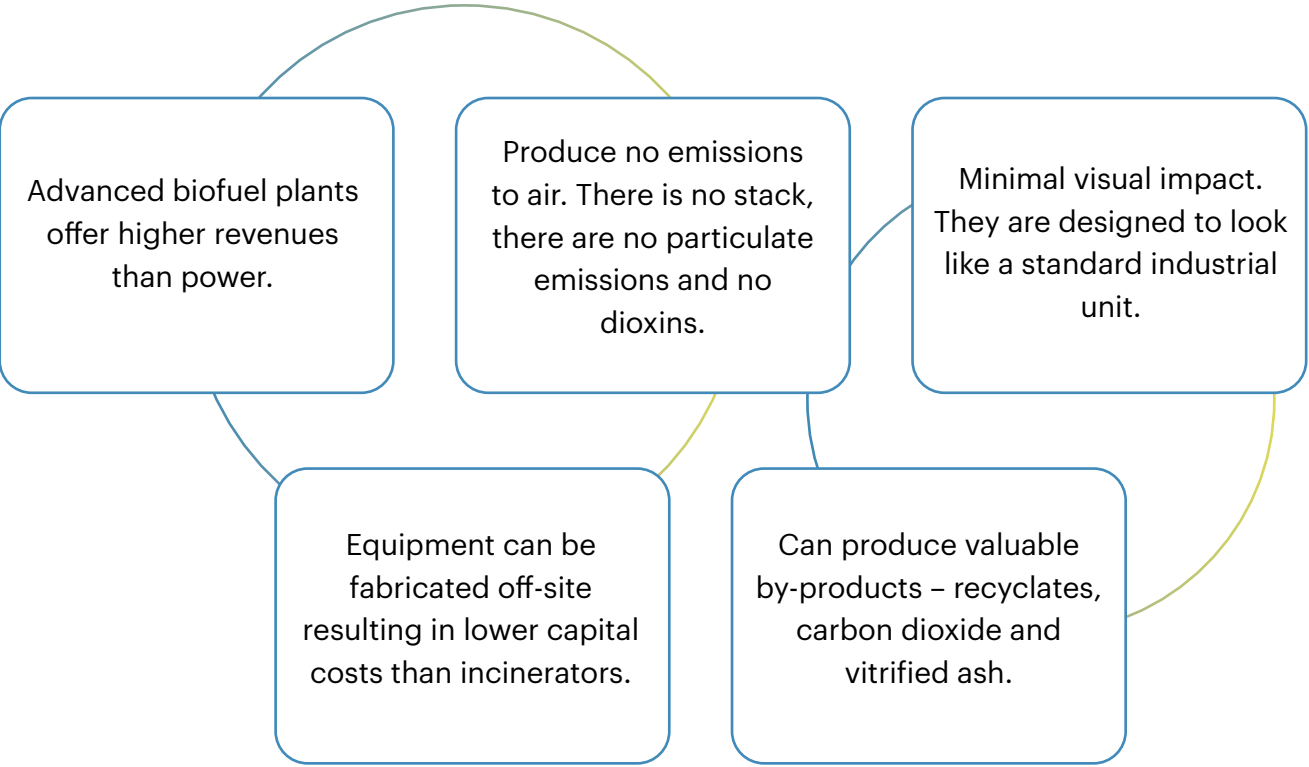 Advanced biofuel plants
offer higher revenues
than power.
Produce no emissions
to air. There is no stack,
there are no particulate
emissions and no
dioxins.
Minimal visual impact.
They are designed to look
like a standard industrial
unit.
Equipment can be
fabricated off-site
resulting in lower capital
costs than incinerators.
Can produce valuable
by-products – recyclates,
carbon dioxide and
vitrified ash.